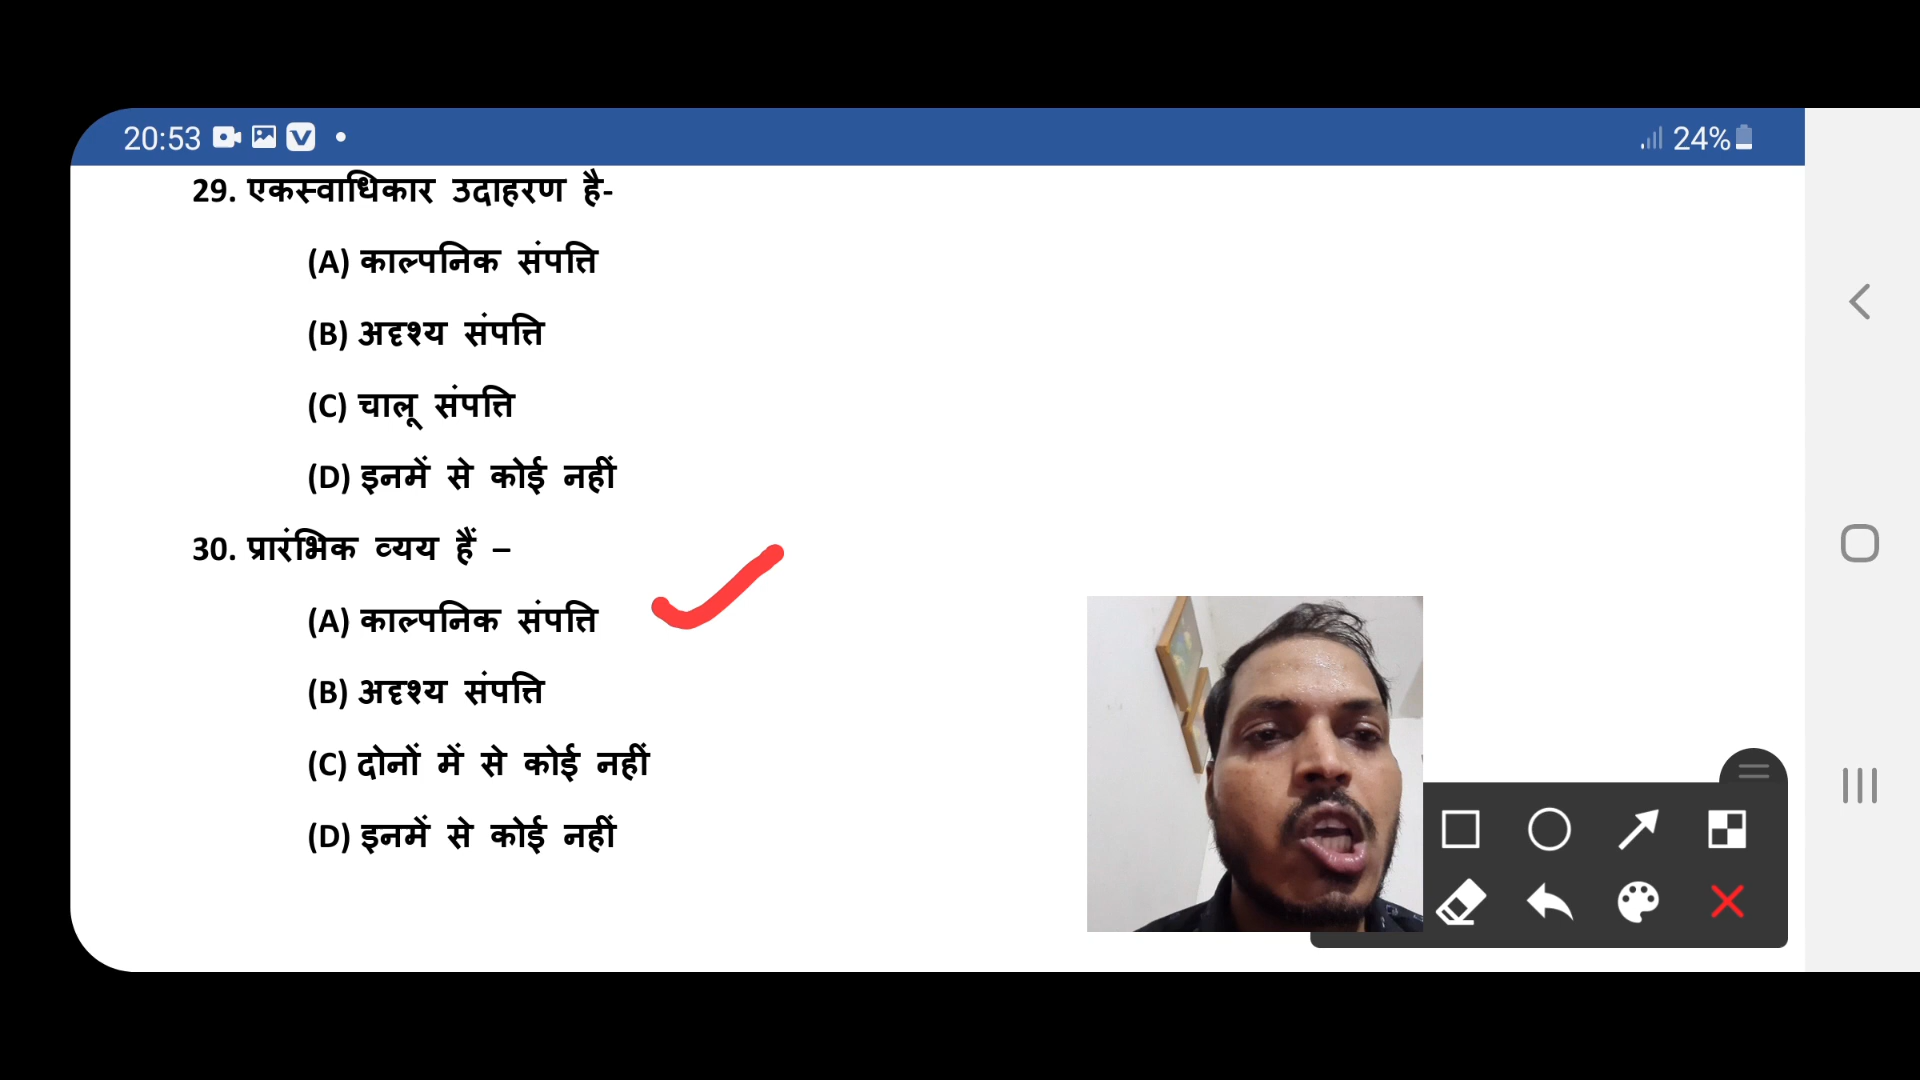 20:53
24%
29. एकस्वाधिकार उदाहरण है-
(A) काल्पनिक संपत्ति
(B) अदृश्य संपत्ति
(C) चालू संपत्ति
(D) इनमें से कोई नहीं
30. प्रारंभिक व्यय हैं –
(A) काल्पनिक संपत्ति
(B) अदृश्य संपत्ति
(C) दोनों में से कोई नहीं
(D) इनमें से कोई नहीं